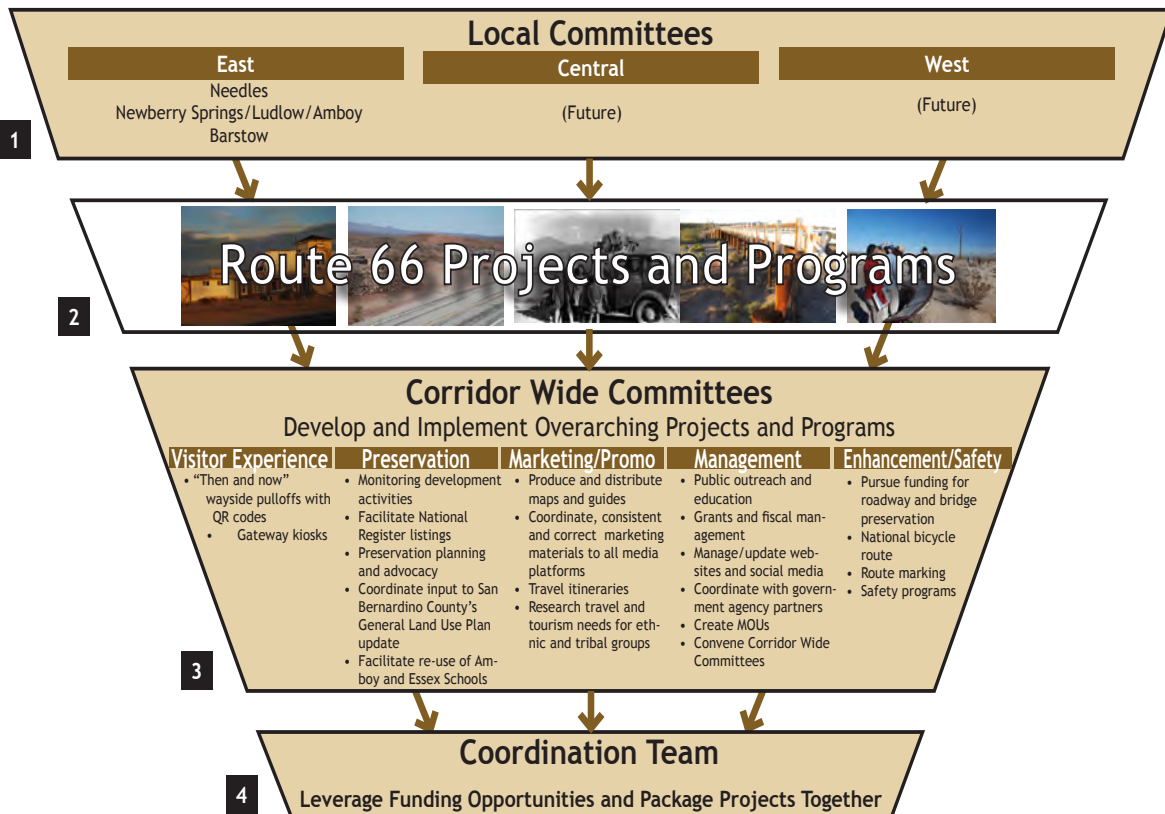 Local Committees
East
Needles
Newberry Springs/Ludlow/Amboy
Barstow
Central
(Future)
West
(Future)
1
Route 66 Projects and Programs
2
Corridor Wide Committees
Develop and Implement Overarching Projects and Programs
Visitor Experience
• “Then and now”
wayside pulloffs with
QR codes
• Gateway kiosks
Preservation
• Monitoring development
activities
• Facilitate National
Register listings
• Preservation planning
and advocacy
• Coordinate input to San
Bernardino County’s
General Land Use Plan
update
• Facilitate re-use of Am-
boy and Essex Schools
Marketing/Promo
• Produce and distribute
maps and guides
• Coordinate, consistent
and correct marketing
materials to all media
platforms
• Travel itineraries
• Research travel and
tourism needs for eth-
nic and tribal groups
Management
• Public outreach and
education
• Grants and fiscal man-
agement
• Manage/update web-
sites and social media
• Coordinate with govern-
ment agency partners
• Create MOUs
• Convene Corridor Wide
Committees
Enhancement/Safety
• Pursue funding for
roadway and bridge
preservation
• National bicycle
route
• Route marking
• Safety programs
3
Coordination Team
4
Leverage Funding Opportunities and Package Projects Together